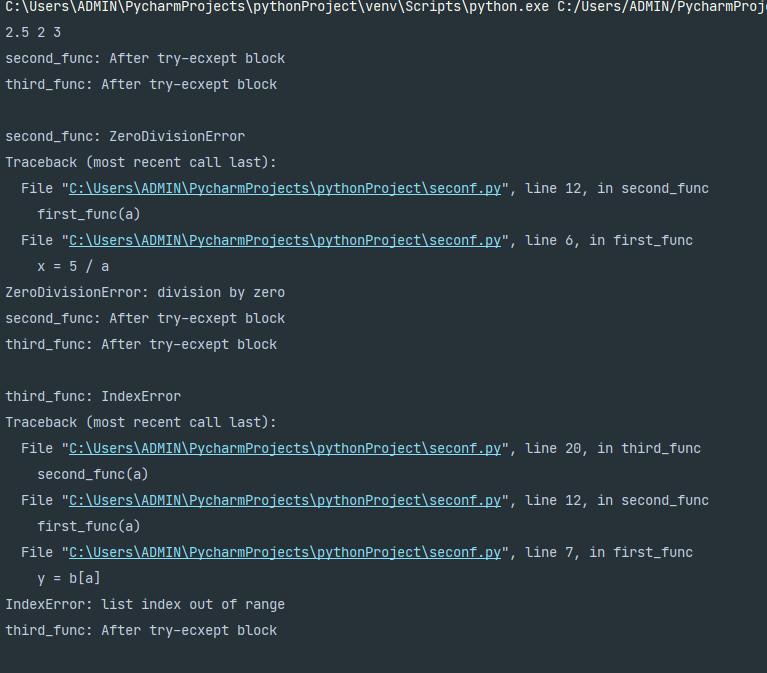 C:\Users\ADMIN\PycharmProjects\pythonProject\venv\Scripts\python.exe C:/Users/ADMIN/PycharmProj
2.5 2 3
second_func: After try-ecxept block
third_func: After try-ecxept block
second_func: ZeroDivisionError
Traceback (most recent call last):
  File "C:\Users\ADMIN\PycharmProjects\pythonProject\seconf.py", line 12, in second_func
    first_func(a)
  File "C:\Users\ADMIN\PycharmProjects\pythonProject\seconf.py", line 6, in first_func
    x = 5 / a
ZeroDivisionError: division by zero
second_func: After try-ecxept block
third_func: After try-ecxept block
third_func: IndexError
Traceback (most recent call last):
  File "C:\Users\ADMIN\PycharmProjects\pythonProject\seconf.py", line 20, in third_func
    second_func(a)
  File "C:\Users\ADMIN\PycharmProjects\pythonProject\seconf.py", line 12, in second_func
    first_func(a)
  File "C:\Users\ADMIN\PycharmProjects\pythonProject\seconf.py", line 7, in first_func
    y = b[a]
IndexError: list index out of range
third_func: After try-ecxept block